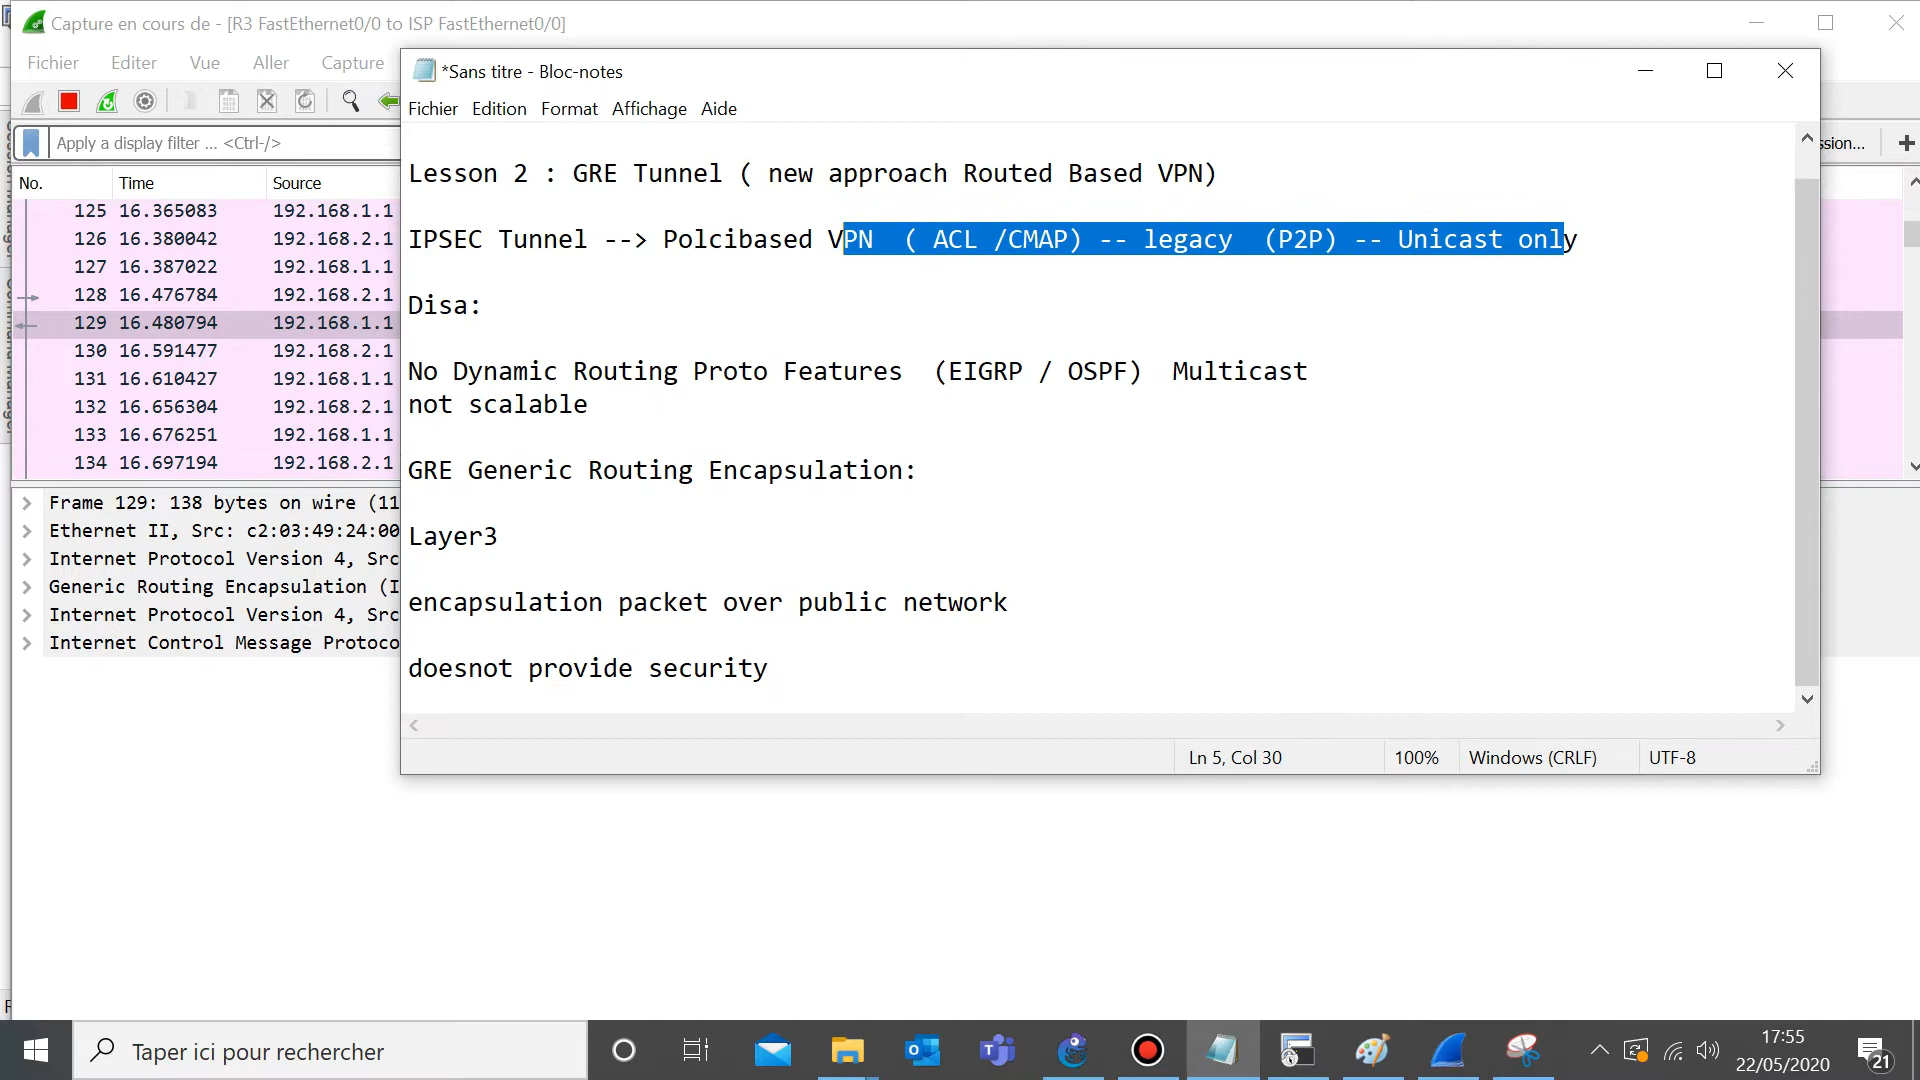 Capture en cours de - [R3 FastEthernet0/0 to ISP FastEthernet0/0]
Fichier Editer Vue Aller Capture
Apply a display filter ... <Ctrl-/>
ssion...
No. Time Source
125 16.365083 192.168.1.1
126 16.380042 192.168.2.1
127 16.387022 192.168.1.1
128 16.476784 192.168.2.1
129 16.480794 192.168.1.1
130 16.591477 192.168.2.1
131 16.610427 192.168.1.1
132 16.656304 192.168.2.1
133 16.676251 192.168.1.1
134 16.697194 192.168.2.1
Frame 129: 138 bytes on wire (11
Ethernet II, Src: c2:03:49:24:00
Internet Protocol Version 4, Src
Generic Routing Encapsulation (I
Internet Protocol Version 4, Src
Internet Control Message Protoco
*Sans titre - Bloc-notes
Fichier Edition Format Affichage Aide
Lesson 2 : GRE Tunnel ( new approach Routed Based VPN)
IPSEC Tunnel --> Polcibased VPN ( ACL /CMAP) -- legacy (P2P) -- Unicast only
Disa:
No Dynamic Routing Proto Features (EIGRP / OSPF) Multicast
not scalable
GRE Generic Routing Encapsulation:
Layer3
encapsulation packet over public network
doesnot provide security
Ln 5, Col 30 100% Windows (CRLF) UTF-8
Taper ici pour rechercher
17:55
22/05/2020
21